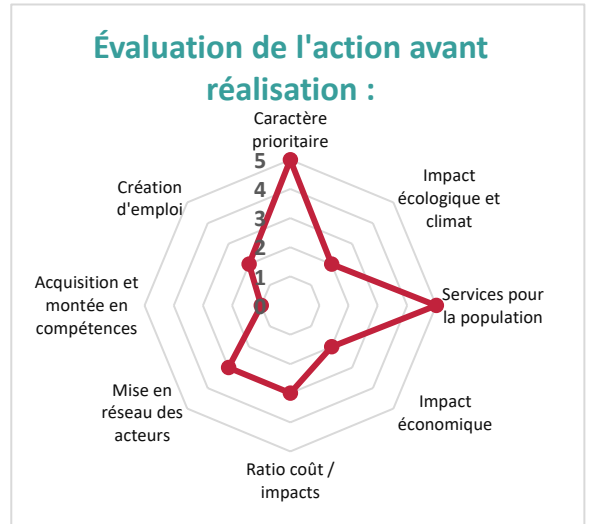 Évaluation de l'action avant
réalisation :
Caractère
prioritaire
Impact
écologique et
climat
Services pour
la population
Impact
économique
Ratio coût /
impacts
Mise en
réseau des
acteurs
Acquisition et
montée en
compétences
Création
d'emploi
5
4
3
2
1
0